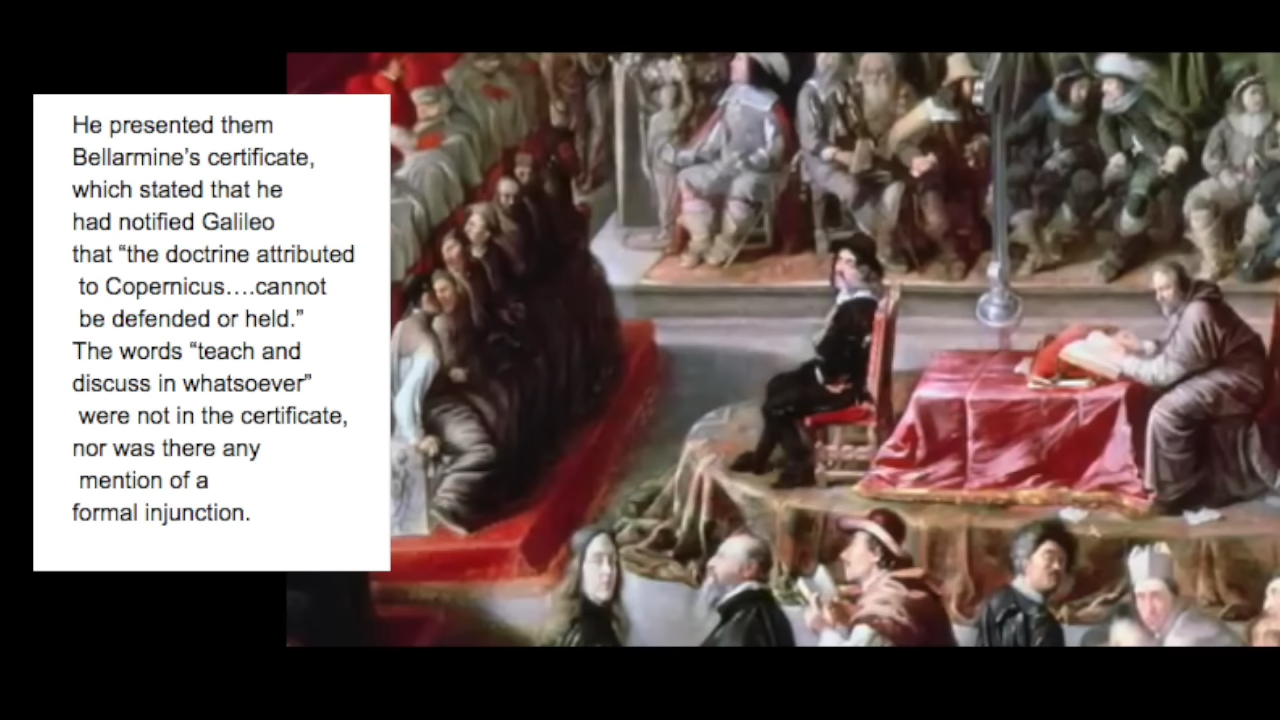 He presented them
Bellarmine’s certificate,
which stated that he
had notified Galileo
that “the doctrine attributed
to Copernicus….cannot
be defended or held.”
The words “teach and
discuss in whatsoever”
were not in the certificate,
nor was there any
mention of a
formal injunction.